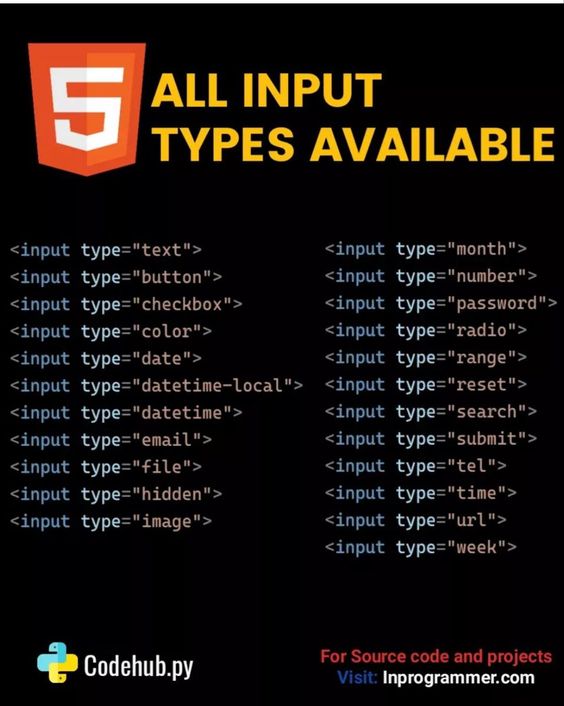 5
ALL INPUT
TYPES AVAILABLE
<input type="text">
<input type="button">
<input type="checkbox">
<input type="color">
<input type="date">
<input type="datetime-local">
<input type="datetime">
<input type="email">
<input type="file">
<input type="hidden">
<input type="image">
<input type="month">
<input type="number">
<input type="password">
<input type="radio">
<input type="range">
<input type="reset">
<input type="search">
<input type="submit">
<input type="tel">
<input type="time">
<input type="url">
<input type="week">
Codehub.py
For Source code and projects
Visit: Inprogrammer.com